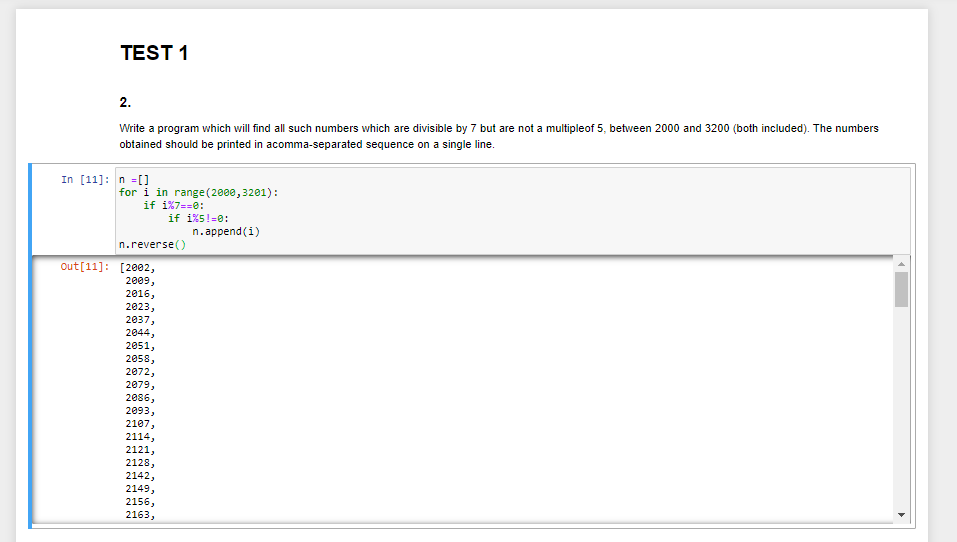 TEST 1
2.
Write a program which will find all such numbers which are divisible by 7 but are not a multipleof 5, between 2000 and 3200 (both included). The numbers
obtained should be printed in acomma-separated sequence on a single line.
In [11]: n =[]
for i in range(2000,3201):
    if i%7==0:
        if i%5!=0:
            n.append(i)
n.reverse()
Out[11]: [2002,
2009,
2016,
2023,
2037,
2044,
2051,
2058,
2072,
2079,
2086,
2093,
2107,
2114,
2121,
2128,
2142,
2149,
2156,
2163,